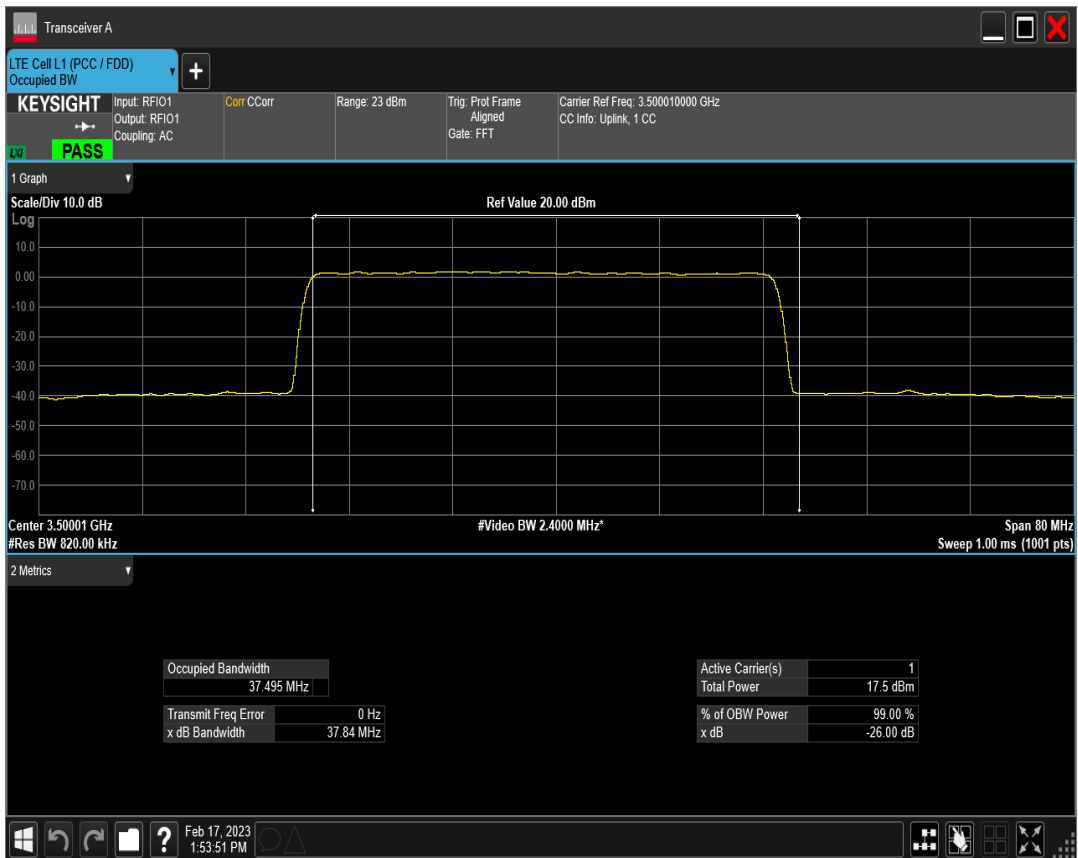 Transceiver A
LTE Cell L1 (PCC / FDD)
Occupied BW
KEYSIGHT
LXI
PASS
Input: RFIO1
Output: RFIO1
Coupling: AC
Corr CCorr
Range: 23 dBm
Trig: Prot Frame
Aligned
Gate: FFT
Carrier Ref Freq: 3.500010000 GHz
CC Info: Uplink, 1 CC
1 Graph
Scale/Div 10.0 dB
Ref Value 20.00 dBm
Log
10.0
0.00
-10.0
-20.0
-30.0
-40.0
-50.0
-60.0
-70.0
Center 3.50001 GHz
#Video BW 2.4000 MHz*
Span 80 MHz
#Res BW 820.00 kHz
Sweep 1.00 ms (1001 pts)
2 Metrics
Occupied Bandwidth
37.495 MHz
Transmit Freq Error 0 Hz
x dB Bandwidth 37.84 MHz
Active Carrier(s) 1
Total Power 17.5 dBm
% of OBW Power 99.00 %
x dB -26.00 dB
?
Feb 17, 2023
1:53:51 PM